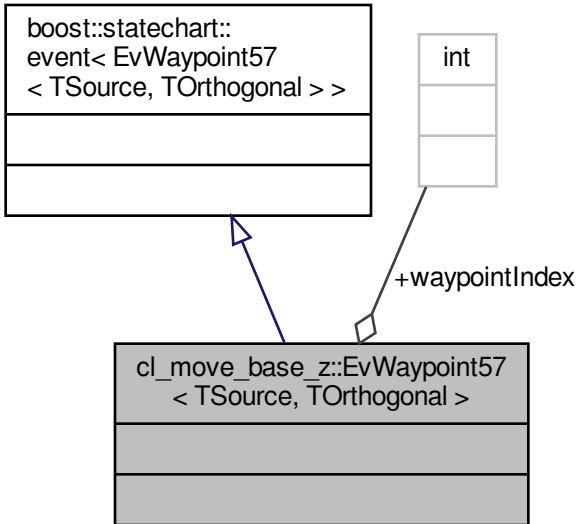 boost::statechart::
event< EvWaypoint57
< TSource, TOrthogonal > >
int
+waypointIndex
cl_move_base_z::EvWaypoint57
< TSource, TOrthogonal >